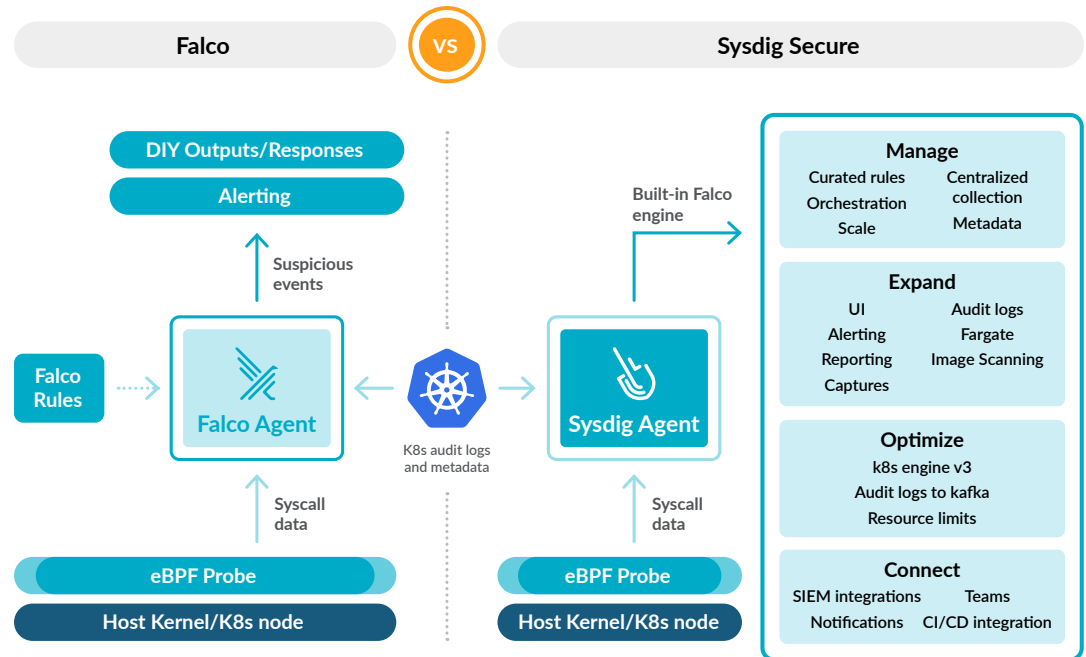 Falco
VS
Sysdig Secure
DIY Outputs/Responses
Alerting
Suspicious
events
Falco
Rules
Falco Agent
Syscall
data
eBPF Probe
Host Kernel/K8s node
K8s audit logs
and metadata
Built-in Falco
engine
Sysdig Agent
Syscall
data
eBPF Probe
Host Kernel/K8s node
Manage
Curated rules
Orchestration
Scale
Centralized
collection
Metadata
Expand
UI
Alerting
Reporting
Captures
Audit logs
Fargate
Image Scanning
Optimize
k8s engine v3
Audit logs to kafka
Resource limits
Connect
SIEM integrations
Notifications
Teams
CI/CD integration